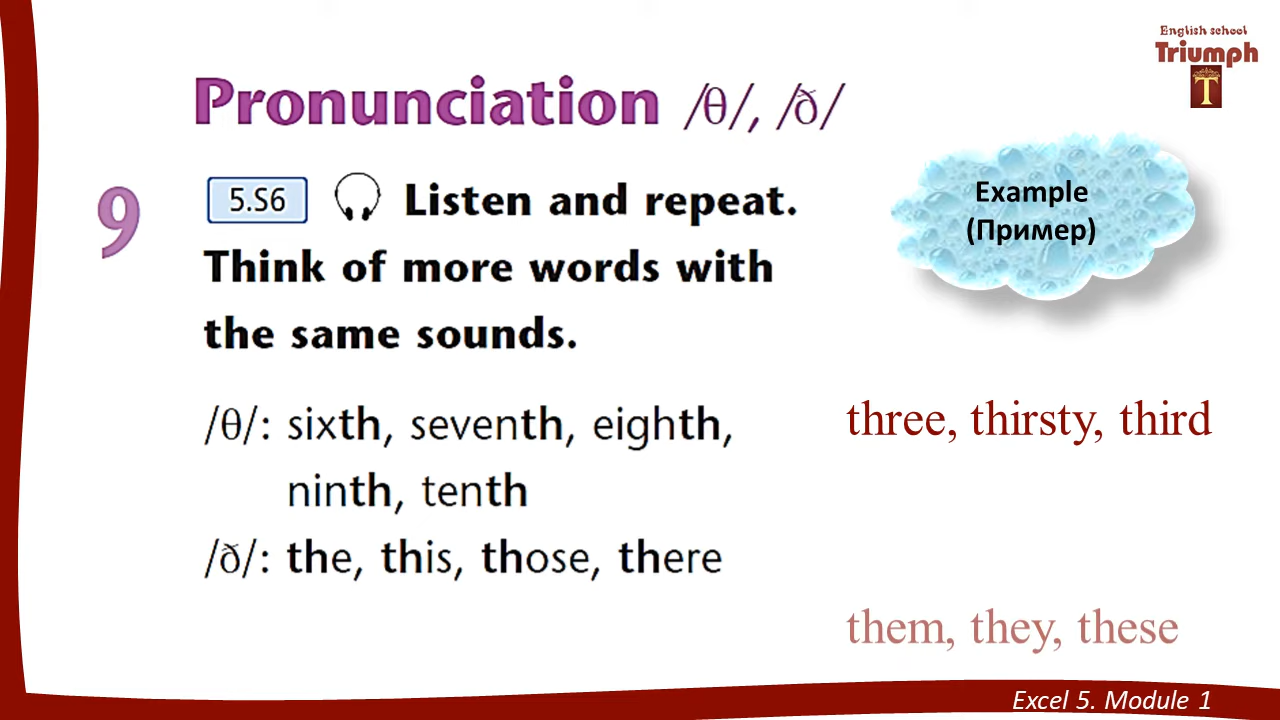 English school
Triumph
T
Pronunciation /θ/, /ð/
9
5.S6 Listen and repeat.
Think of more words with
the same sounds.
Example
(Пример)
/θ/: sixth, seventh, eighth,
ninth, tenth
three, thirsty, third
/ð/: the, this, those, there
them, they, these
Excel 5. Module 1